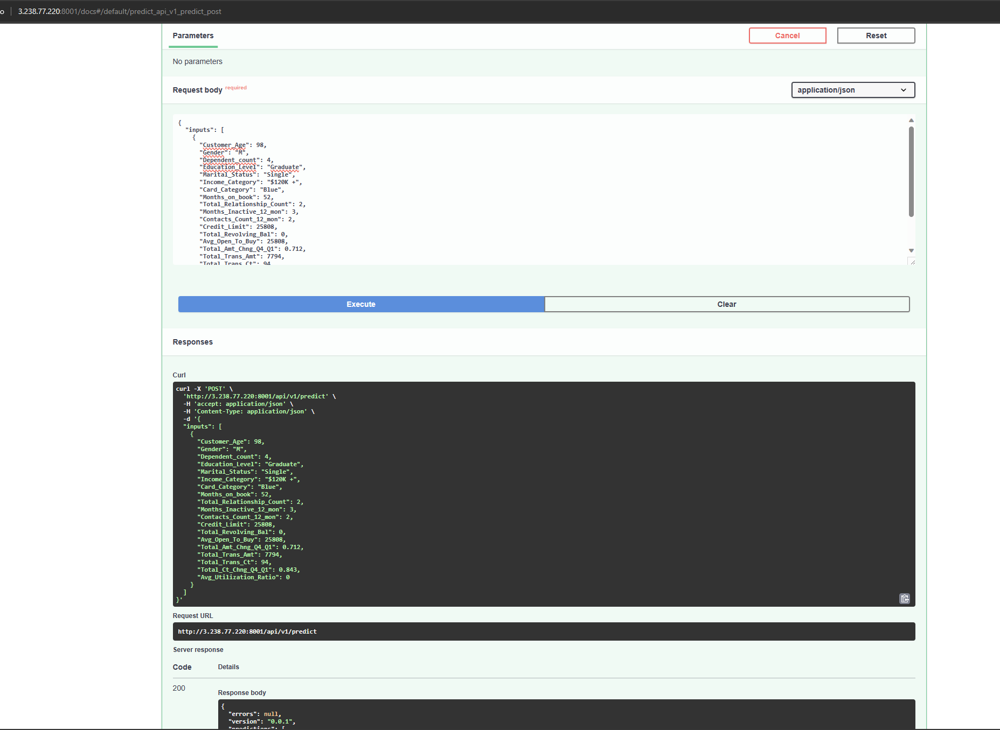 o
3.238.77.220:8001/docs#/default/predict_api_v1_predict_post
Parameters
Cancel
Reset
No parameters
Request body required
application/json
{
  "inputs": [
    {
      "Customer_Age": 98,
      "Gender": "M",
      "Dependent_count": 4,
      "Education_Level": "Graduate",
      "Marital_Status": "Single",
      "Income_Category": "$120K +",
      "Card_Category": "Blue",
      "Months_on_book": 52,
      "Total_Relationship_Count": 2,
      "Months_Inactive_12_mon": 3,
      "Contacts_Count_12_mon": 2,
      "Credit_Limit": 25808,
      "Total_Revolving_Bal": 0,
      "Avg_Open_To_Buy": 25808,
      "Total_Amt_Chng_Q4_Q1": 0.712,
      "Total_Trans_Amt": 7794,
      "Total_Trans_Ct": 94
Execute
Clear
Responses
Curl
curl -X 'POST' \
  'http://3.238.77.220:8001/api/v1/predict' \
  -H 'accept: application/json' \
  -H 'Content-Type: application/json' \
  -d '{
  "inputs": [
    {
      "Customer_Age": 98,
      "Gender": "M",
      "Dependent_count": 4,
      "Education_Level": "Graduate",
      "Marital_Status": "Single",
      "Income_Category": "$120K +",
      "Card_Category": "Blue",
      "Months_on_book": 52,
      "Total_Relationship_Count": 2,
      "Months_Inactive_12_mon": 3,
      "Contacts_Count_12_mon": 2,
      "Credit_Limit": 25808,
      "Total_Revolving_Bal": 0,
      "Avg_Open_To_Buy": 25808,
      "Total_Amt_Chng_Q4_Q1": 0.712,
      "Total_Trans_Amt": 7794,
      "Total_Trans_Ct": 94,
      "Total_Ct_Chng_Q4_Q1": 0.843,
      "Avg_Utilization_Ratio": 0
    }
  ]
}'
Request URL
http://3.238.77.220:8001/api/v1/predict
Server response
Code
Details
200
Response body
{
  "errors": null,
  "version": "0.0.1",
  "predictions": [